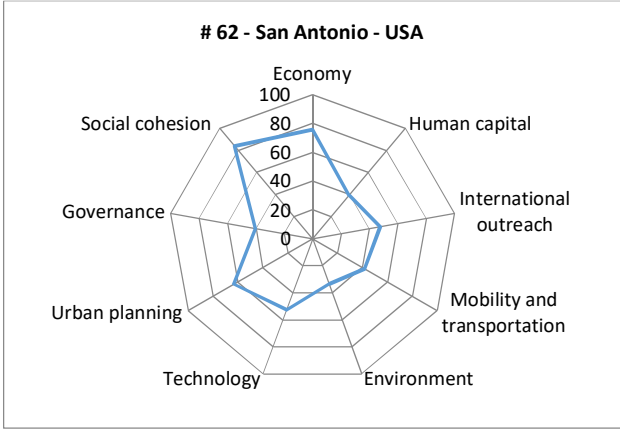 # 62 - San Antonio - USA
Economy
100
80
60
40
20
0
Human capital
International
outreach
Mobility and
transportation
Environment
Technology
Urban planning
Governance
Social cohesion